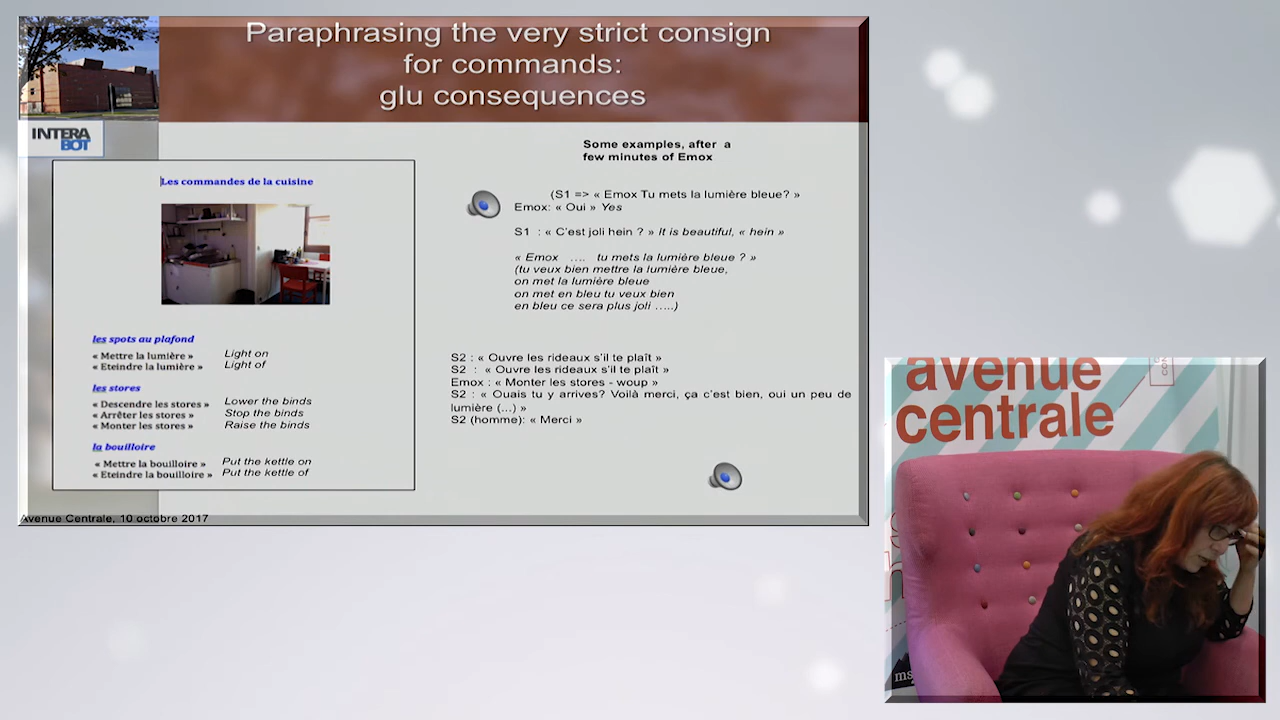 Paraphrasing the very strict consign
for commands:
glu consequences
INTERA
BOT
Les commandes de la cuisine
les spots au plafond
« Mettre la lumière » Light on
« Eteindre la lumière » Light of
les stores
« Descendre les stores » Lower the binds
« Arrêter les stores » Stop the binds
« Monter les stores » Raise the binds
la bouilloire
« Mettre la bouilloire » Put the kettle on
« Eteindre la bouilloire » Put the kettle of
Some examples, after a
few minutes of Emox
(S1 => « Emox Tu mets la lumière bleue? »
Emox: « Oui » Yes
S1 : « C'est joli hein ? » It is beautiful, « hein »
« Emox .... tu mets la lumière bleue ? »
(tu veux bien mettre la lumière bleue,
on met la lumière bleue
on met en bleu tu veux bien
en bleu ce sera plus joli .....)
S2 : « Ouvre les rideaux s'il te plaît »
S2 : « Ouvre les rideaux s'il te plaît »
Emox : « Monter les stores - woup »
S2 : « Ouais tu y arrives? Voilà merci, ça c'est bien, oui un peu de
lumière (...) »
S2 (homme): « Merci »
Avenue Centrale, 10 octobre 2017
avenue
centrale